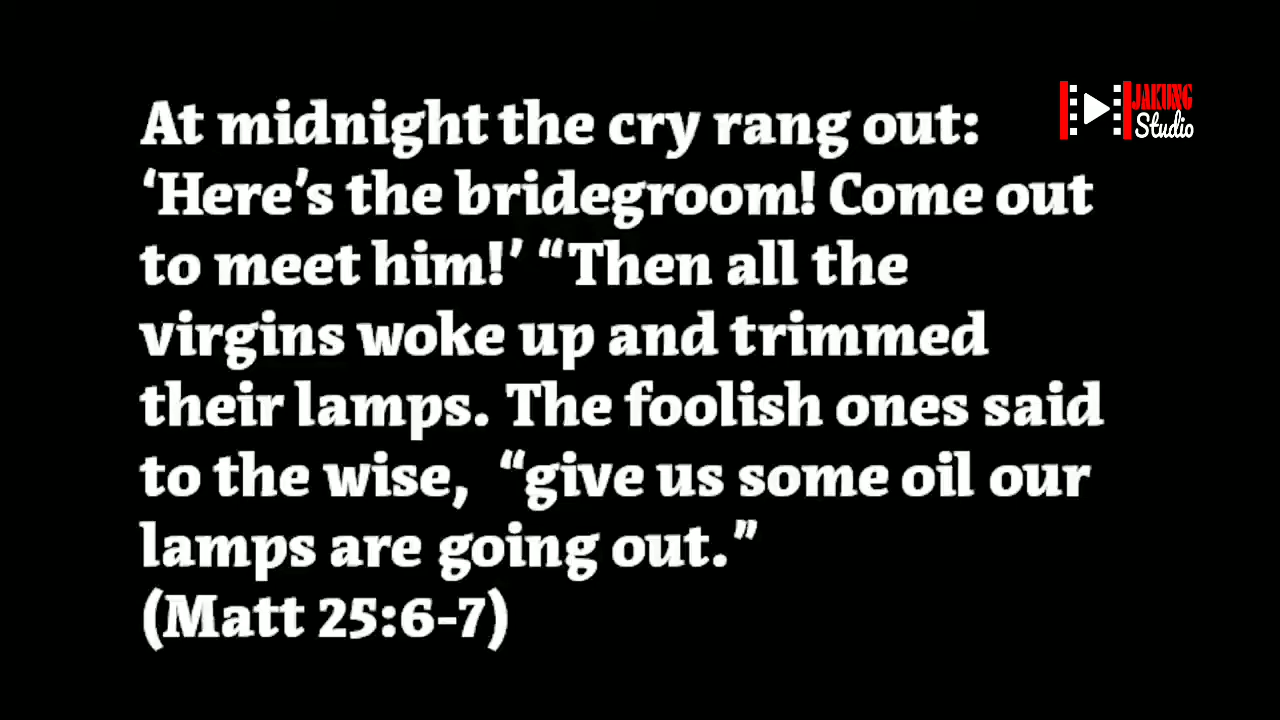 At midnight the cry rang out:
‘Here’s the bridegroom! Come out
to meet him!’ “Then all the
virgins woke up and trimmed
their lamps. The foolish ones said
to the wise,  “give us some oil our
lamps are going out.”
(Matt 25:6-7)
Studio